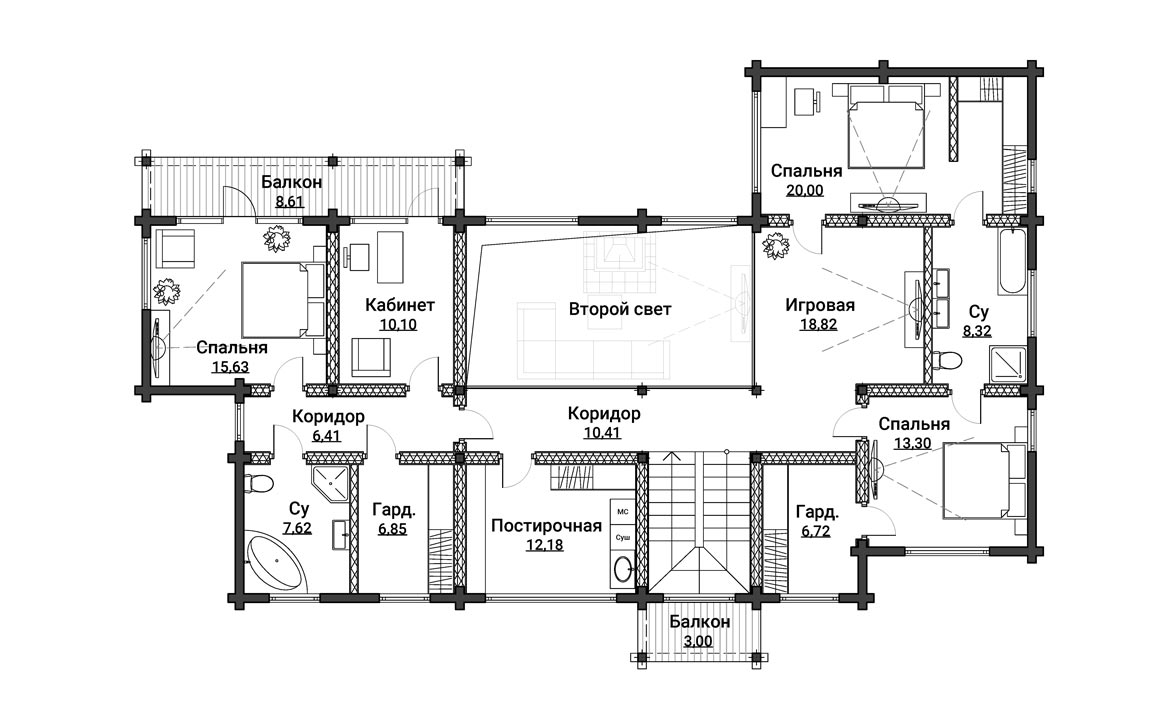 Спальня
20,00
Балкон
8,61
Кабинет
10,10
Второй свет
Игровая
18,82
Су
8,32
Спальня
15,63
Коридор
6,41
Коридор
10,41
Спальня
13,30
Су
7,62
Гард.
6,85
Постирочная
12,18
МС
Суш
Гард.
6,72
Балкон
3,00